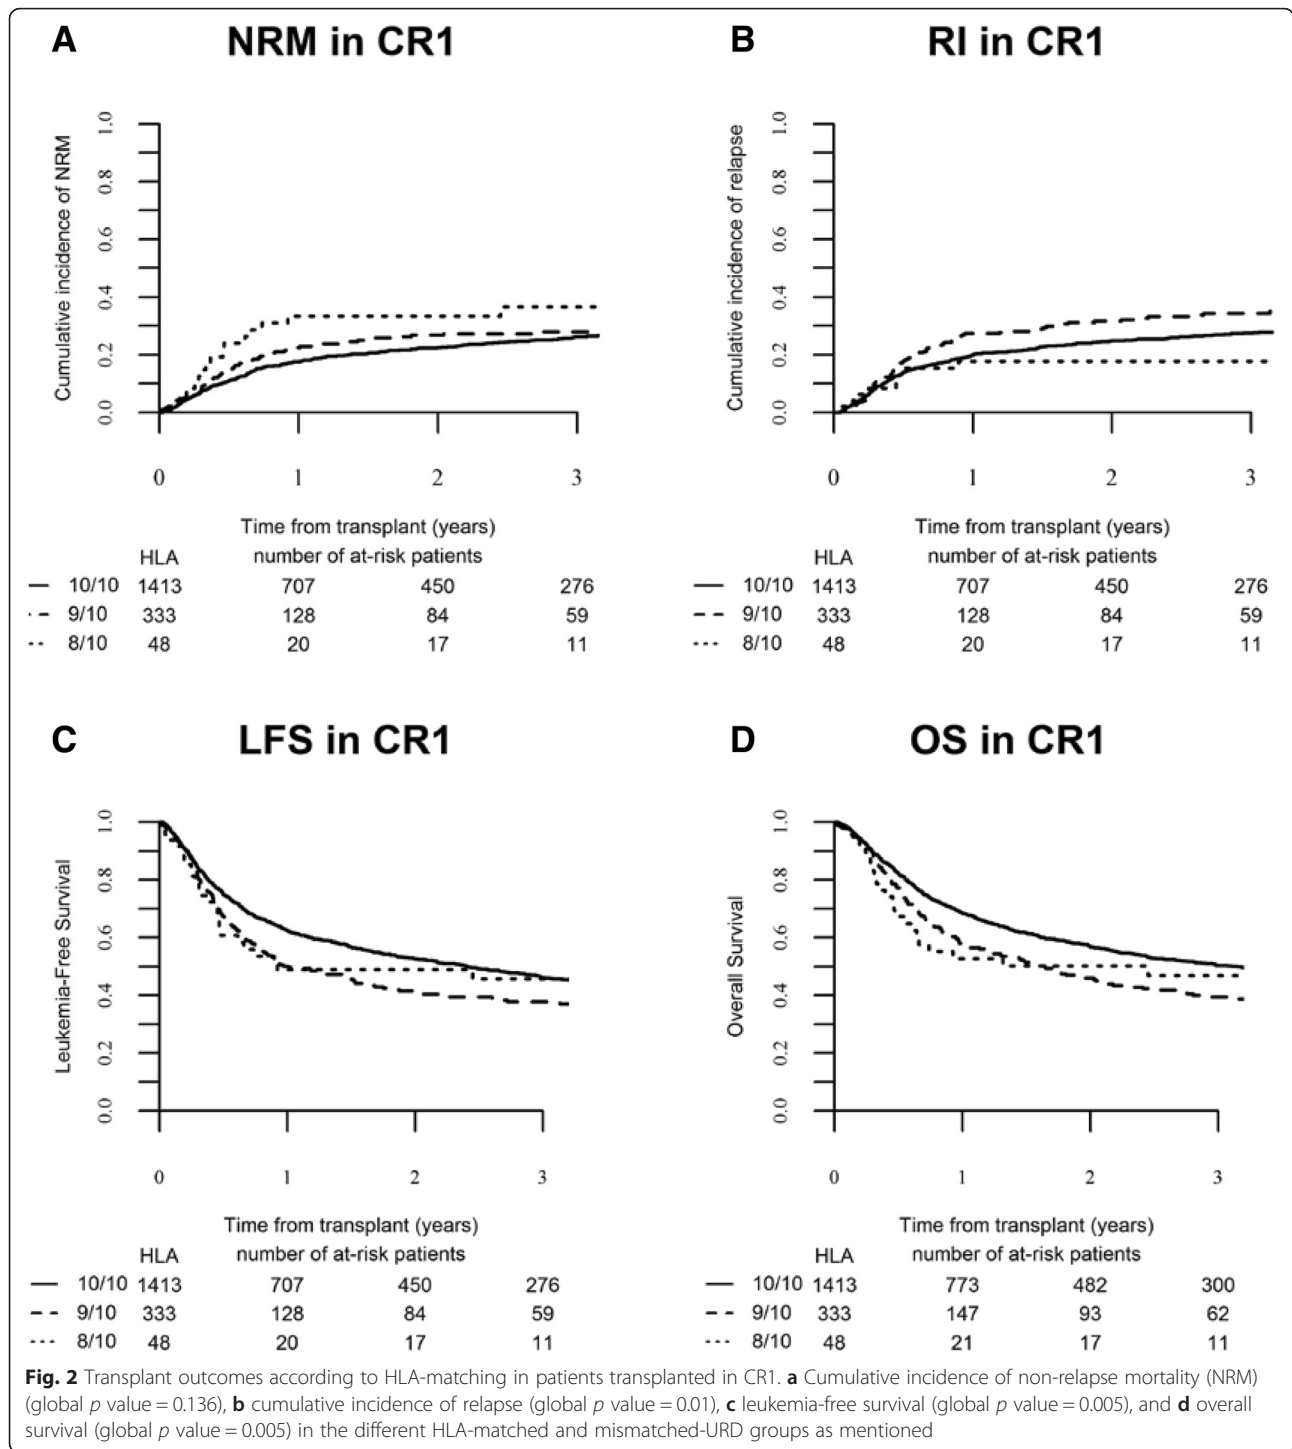 A NRM in CR1
Cumulative incidence of NRM
1.0
0.8
0.6
0.4
0.2
0.0
0 1 2 3
Time from transplant (years)
HLA number of at-risk patients
10/10 1413 707 450 276
9/10 333 128 84 59
8/10 48 20 17 11
B RI in CR1
Cumulative incidence of relapse
1.0
0.8
0.6
0.4
0.2
0.0
0 1 2 3
Time from transplant (years)
HLA number of at-risk patients
10/10 1413 707 450 276
9/10 333 128 84 59
8/10 48 20 17 11
C LFS in CR1
Leukemia-Free Survival
1.0
0.8
0.6
0.4
0.2
0.0
0 1 2 3
Time from transplant (years)
HLA number of at-risk patients
10/10 1413 707 450 276
9/10 333 128 84 59
8/10 48 20 17 11
D OS in CR1
Overall Survival
1.0
0.8
0.6
0.4
0.2
0.0
0 1 2 3
Time from transplant (years)
HLA number of at-risk patients
10/10 1413 773 482 300
9/10 333 147 93 62
8/10 48 21 17 11
Fig. 2 Transplant outcomes according to HLA-matching in patients transplanted in CR1. a Cumulative incidence of non-relapse mortality (NRM)
(global p value = 0.136), b cumulative incidence of relapse (global p value = 0.01), c leukemia-free survival (global p value = 0.005), and d overall
survival (global p value = 0.005) in the different HLA-matched and mismatched-URD groups as mentioned